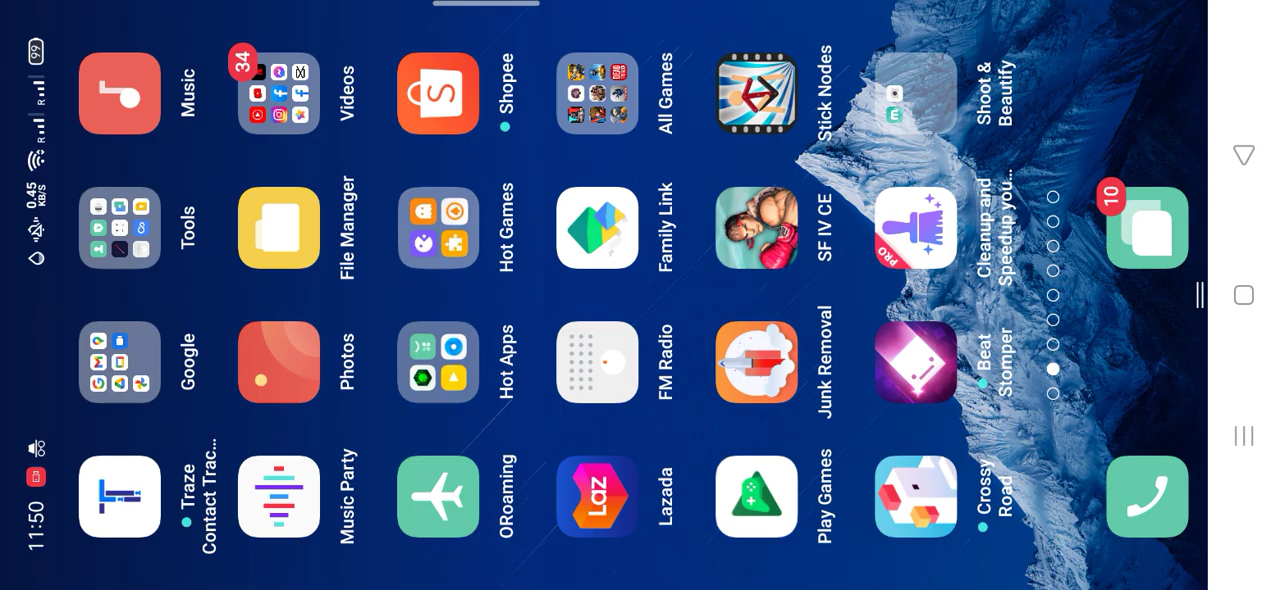 11:50
0.45
KB/S
R
R
99
Traze
Contact Trac...
Google
Tools
Music
Music Party
Photos
File Manager
34
Videos
ORoaming
Hot Apps
Hot Games
S
Shopee
Laz
Lazada
FM Radio
Family Link
All Games
Play Games
Junk Removal
SF IV CE
Stick Nodes
Crossy
Road
Beat
Stomper
PRO
Cleanup and
Speedup you...
Shoot &
Beautify
10